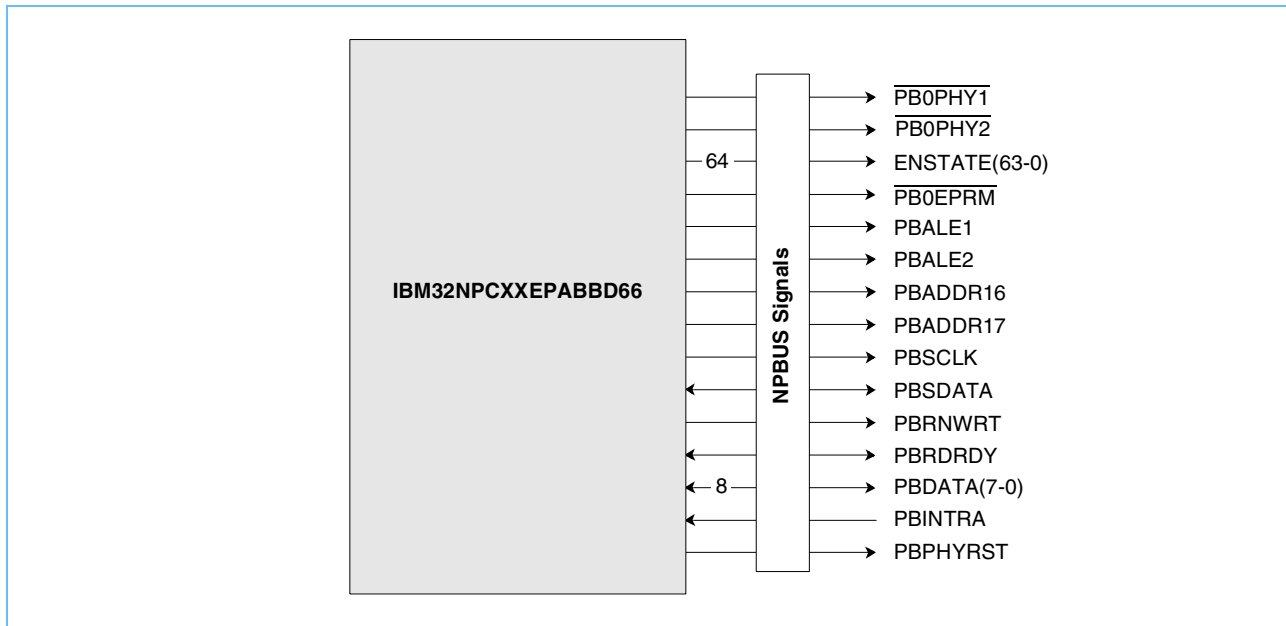 IBM32NPCXXEPABBD66
NPBUS Signals
PB0PHY1
PB0PHY2
64
ENSTATE(63-0)
PB0EPRM
PBALE1
PBALE2
PBADDR16
PBADDR17
PBSCLK
PBSDATA
PBRNWRT
PBRDRDY
8
PBDATA(7-0)
PBINTRA
PBPHYRST